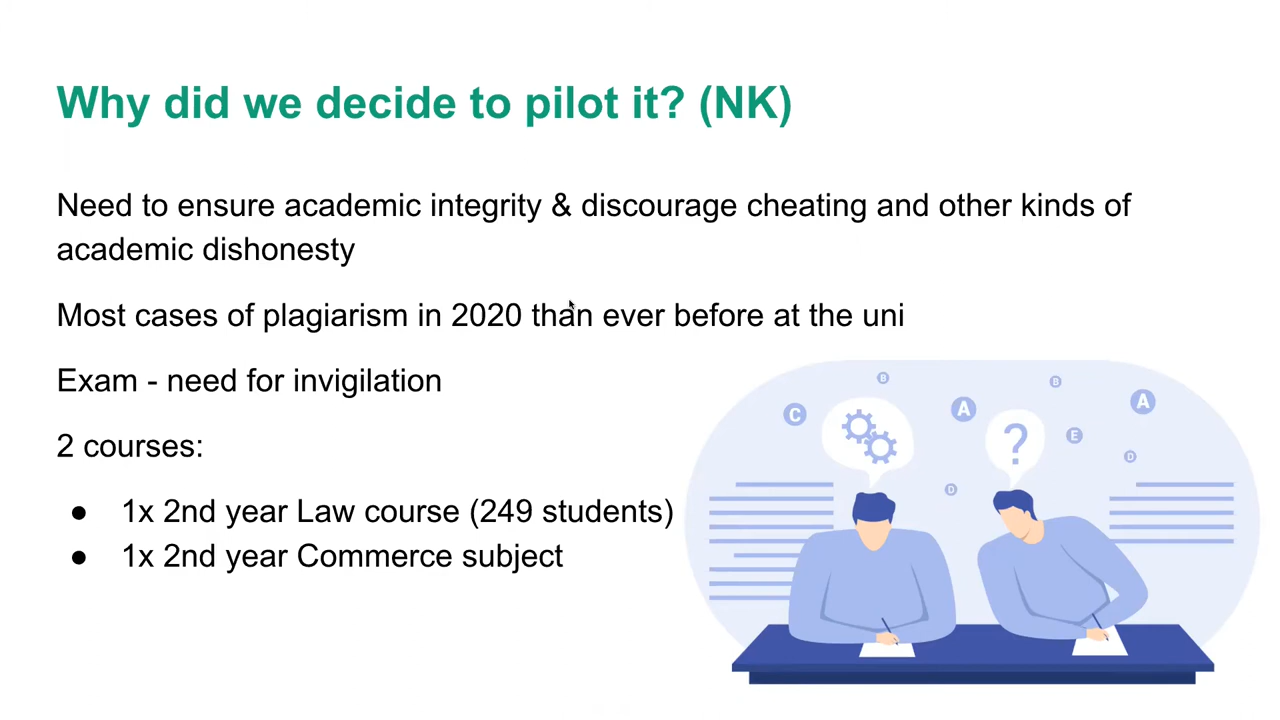 Why did we decide to pilot it? (NK)
Need to ensure academic integrity & discourage cheating and other kinds of
academic dishonesty
Most cases of plagiarism in 2020 than ever before at the uni
Exam - need for invigilation
2 courses:
● 1x 2nd year Law course (249 students)
● 1x 2nd year Commerce subject
B
B
C
A
A
?
E
D
D